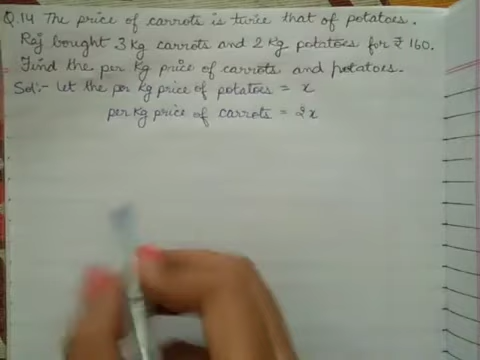 Q.14 The price of carrots is twice that of potatoes.
Raj bought 3 kg carrots and 2 kg potatoes for ₹ 160.
Find the per kg price of carrots and potatoes.
Sol:- Let the per kg price of potatoes = x
per kg price of carrots = 2x